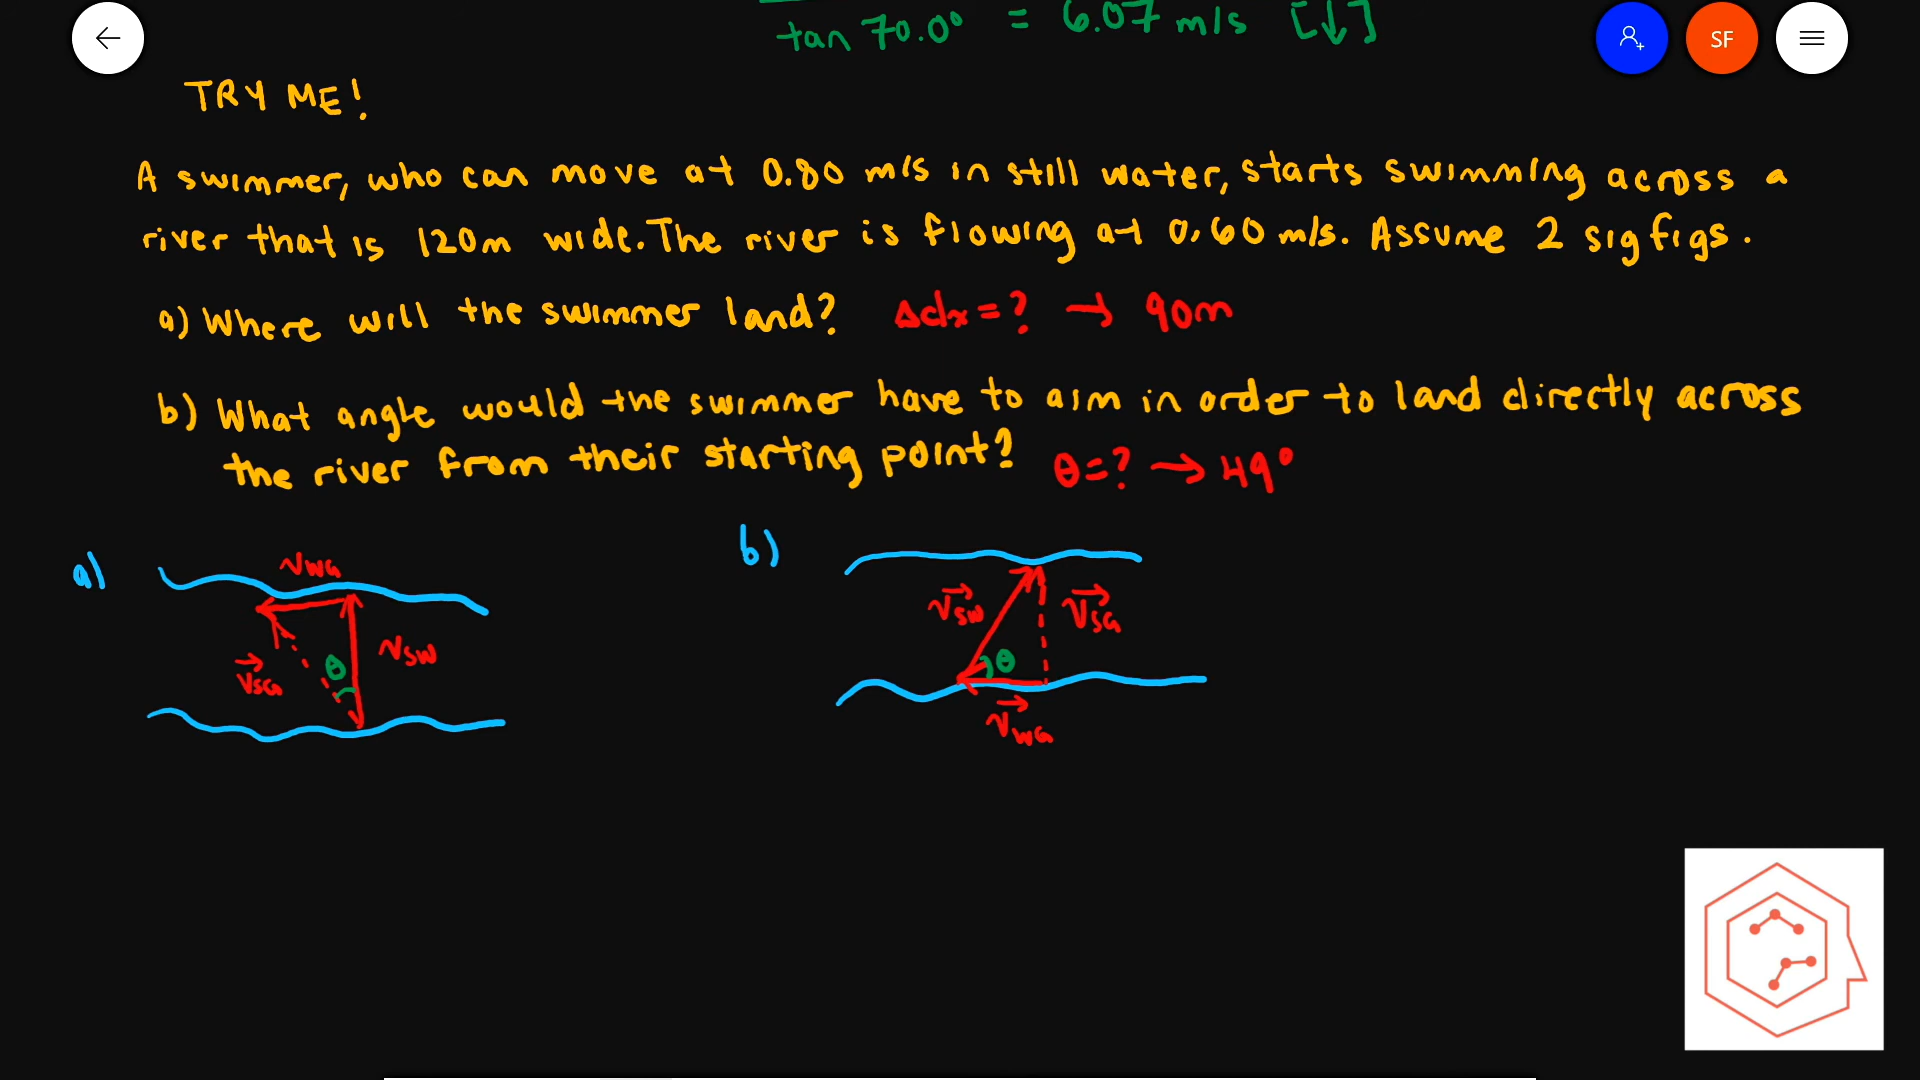 tan 70.0° = 6.07 m/s [↓]
SF
TRY ME!
A swimmer, who can move at 0.80 m/s in still water, starts swimming across a
river that is 120m wide. The river is flowing at 0.60 m/s. Assume 2 sig figs.
a) Where will the swimmer land? Δdx = ? → 90m
b) What angle would the swimmer have to aim in order to land directly across
the river from their starting point? θ = ? → 49°
a)
VWG
VSW
θ
VSG
b)
VSW
VSG
θ
VWG